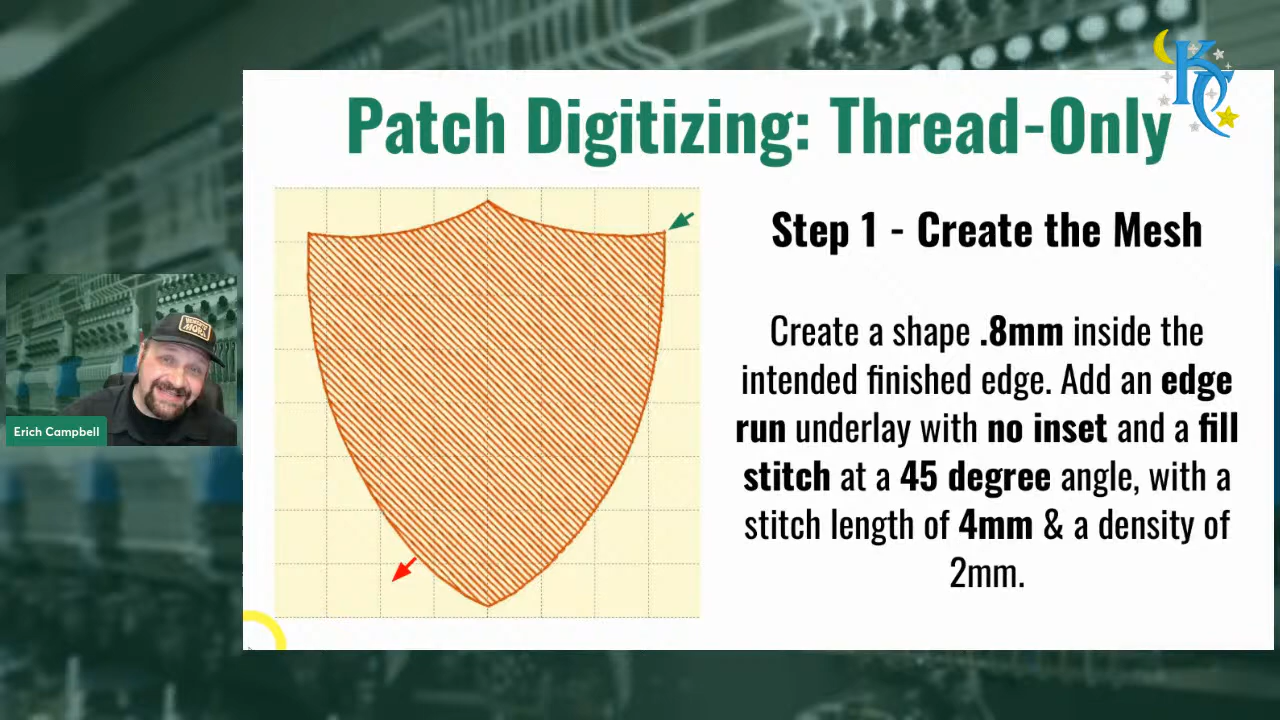 Patch Digitizing: Thread-Only
Step 1 - Create the Mesh
Create a shape .8mm inside the
intended finished edge. Add an edge
run underlay with no inset and a fill
stitch at a 45 degree angle, with a
stitch length of 4mm & a density of
2mm.
Erich Campbell